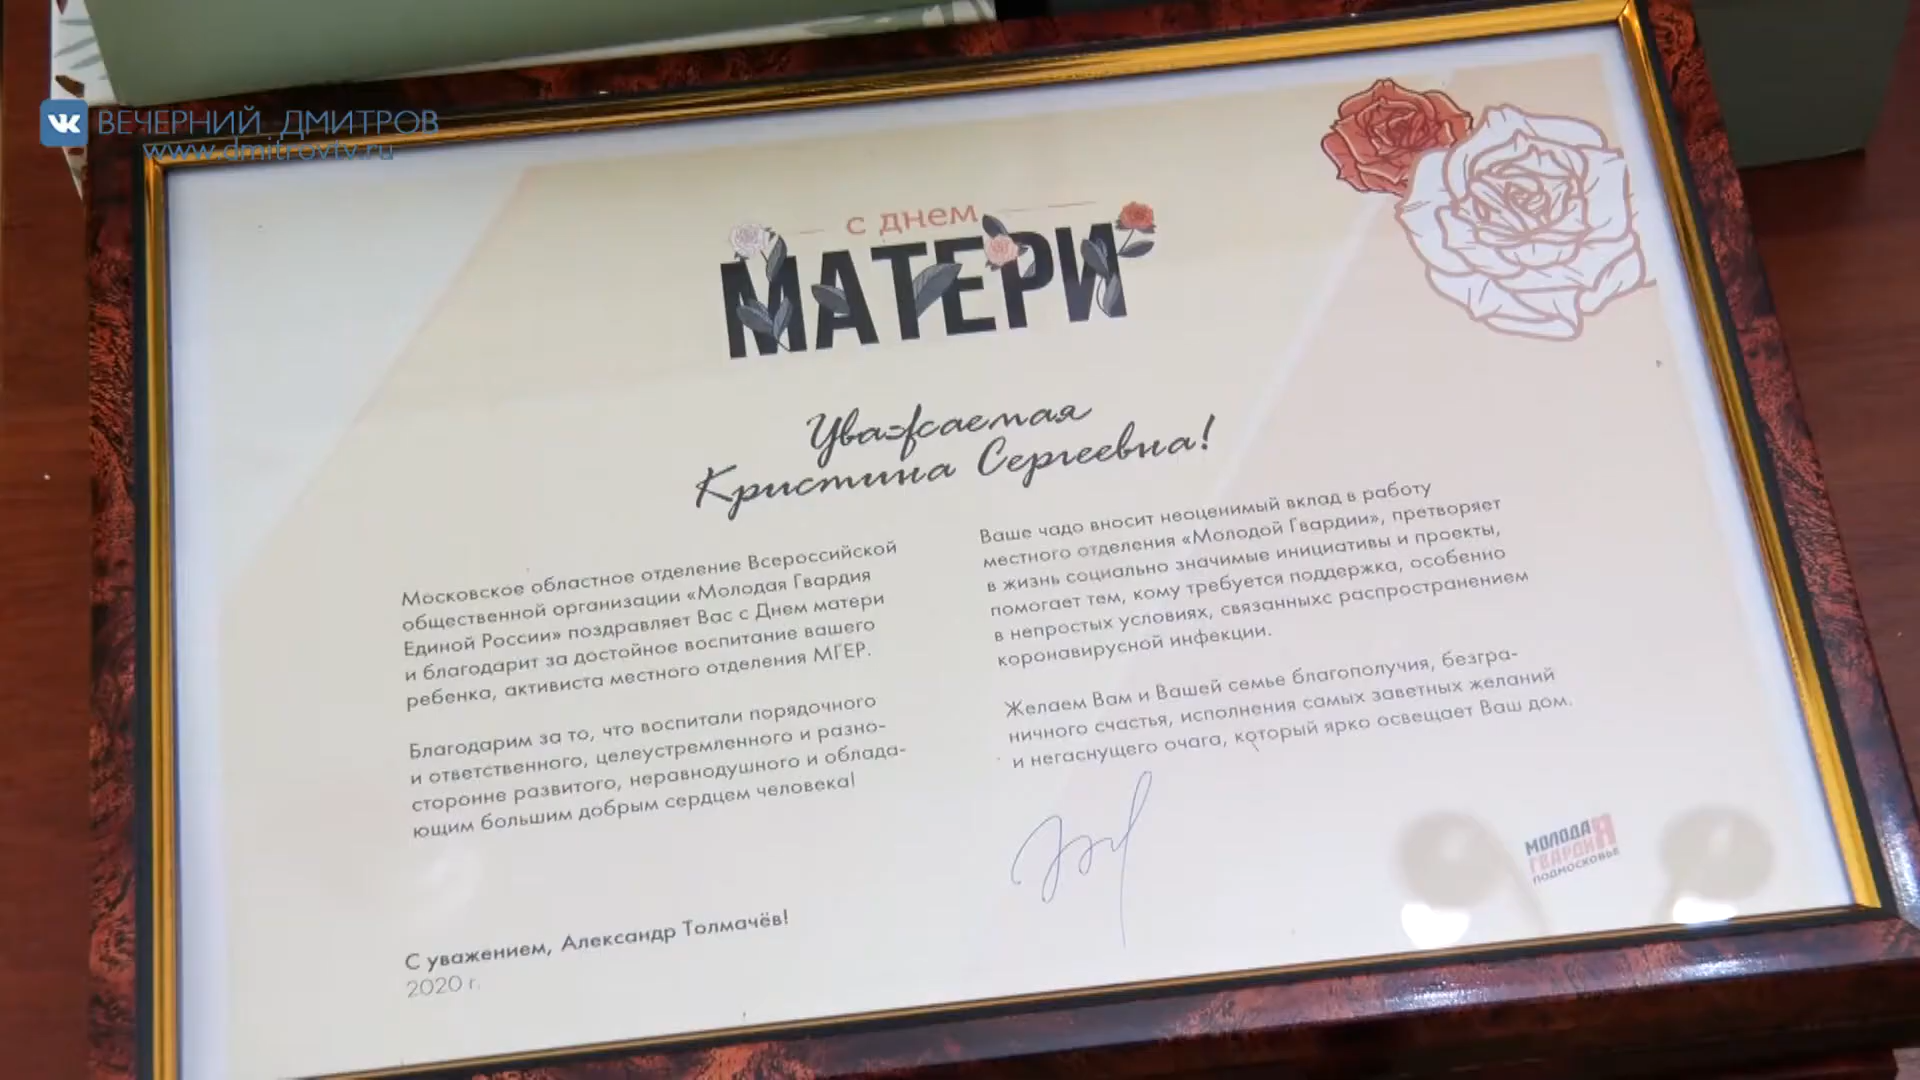 ВЕЧЕРНИЙ ДМИТРОВ
www.dmitrovtv.ru
с днем
МАТЕРИ
Уважаемая
Кристина Сергеевна!
Московское областное отделение Всероссийской
общественной организации «Молодая Гвардия
Единой России» поздравляет Вас с Днем матери
и благодарит за достойное воспитание вашего
ребенка, активиста местного отделения МГЕР.
Благодарим за то, что воспитали порядочного
и ответственного, целеустремленного и разно-
сторонне развитого, неравнодушного и облада-
ющим большим добрым сердцем человека!
Ваше чадо вносит неоценимый вклад в работу
местного отделения «Молодой Гвардии», претворяет
в жизнь социально значимые инициативы и проекты,
помогает тем, кому требуется поддержка, особенно
в непростых условиях, связанныхс распространением
коронавирусной инфекции.
Желаем Вам и Вашей семье благополучия, безгра-
ничного счастья, исполнения самых заветных желаний
и негаснущего очага, который ярко освещает Ваш дом.
С уважением, Александр Толмачёв!
2020 г.
МОЛОДАЯ
ГВАРДИЯ
ПОДМОСКОВЬЕ